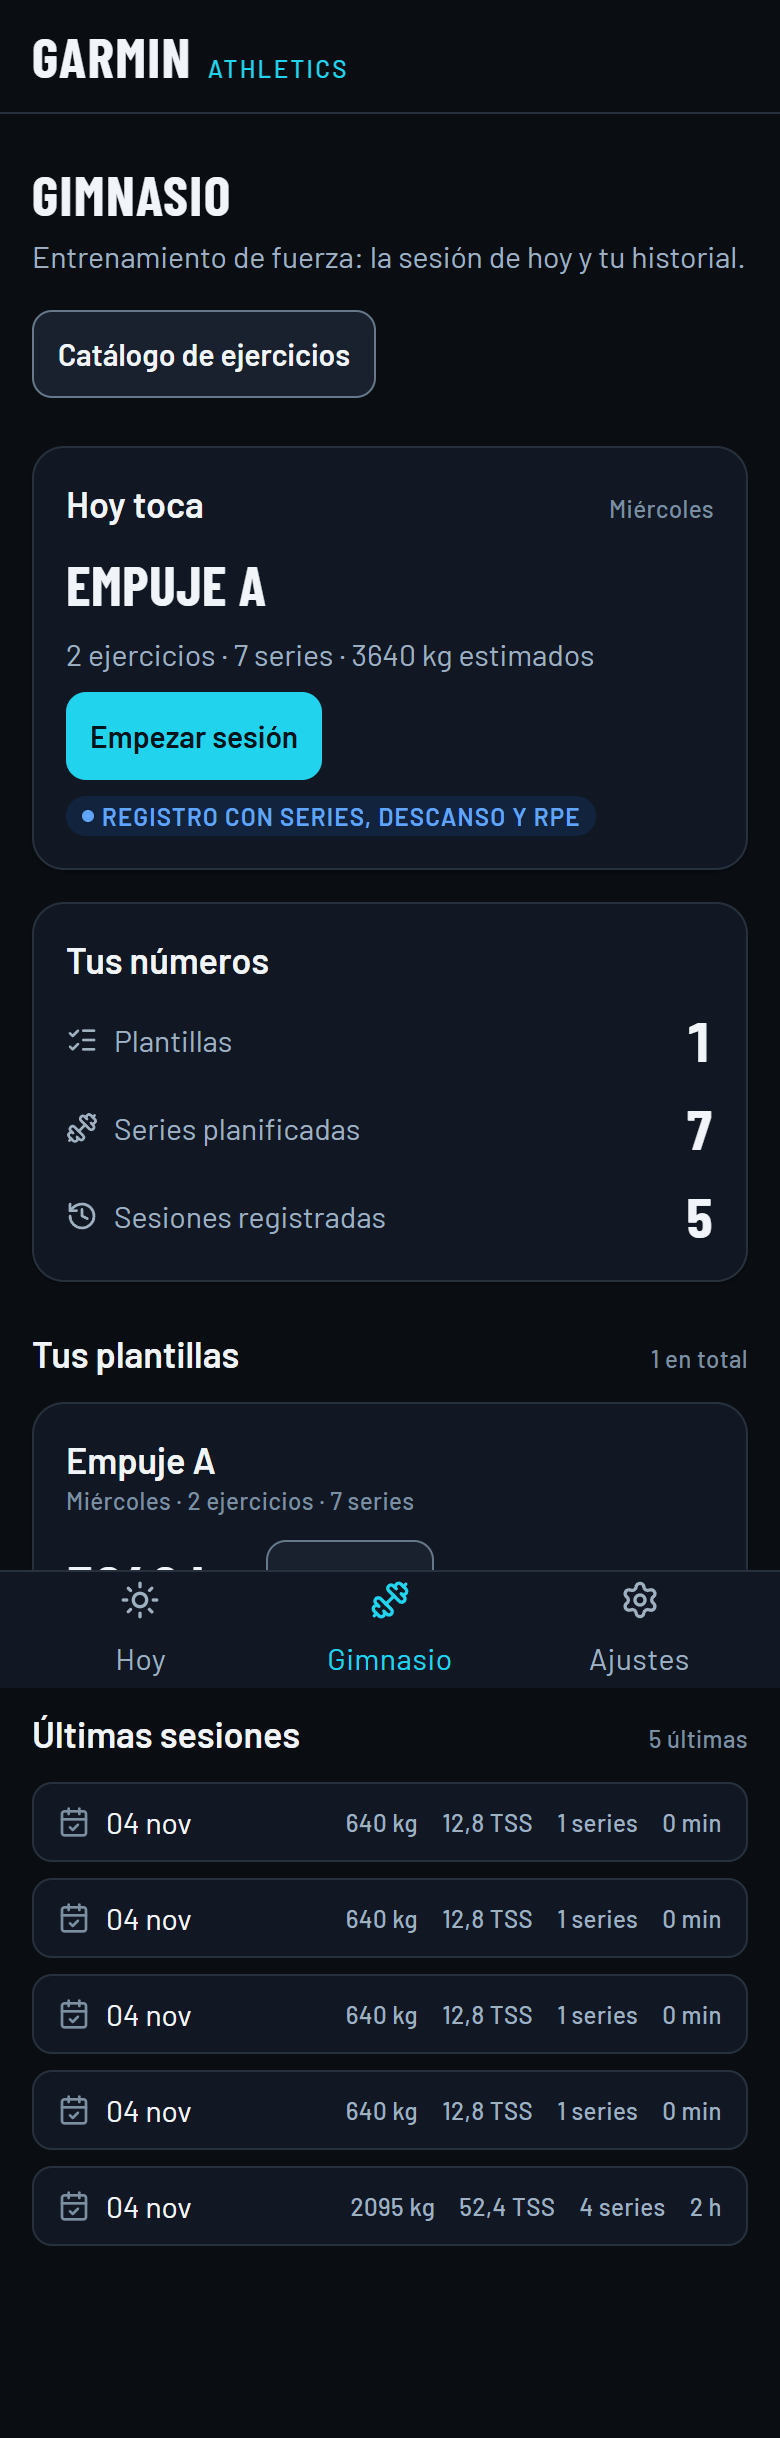 GARMIN ATHLETICS
GIMNASIO
Entrenamiento de fuerza: la sesión de hoy y tu historial.
Catálogo de ejercicios
Hoy toca
Miércoles
EMPUJE A
2 ejercicios · 7 series · 3640 kg estimados
Empezar sesión
REGISTRO CON SERIES, DESCANSO Y RPE
Tus números
Plantillas 1
Series planificadas 7
Sesiones registradas 5
Tus plantillas
1 en total
Empuje A
Miércoles · 2 ejercicios · 7 series
Hoy
Gimnasio
Ajustes
Últimas sesiones
5 últimas
04 nov 640 kg 12,8 TSS 1 series 0 min
04 nov 640 kg 12,8 TSS 1 series 0 min
04 nov 640 kg 12,8 TSS 1 series 0 min
04 nov 640 kg 12,8 TSS 1 series 0 min
04 nov 2095 kg 52,4 TSS 4 series 2 h